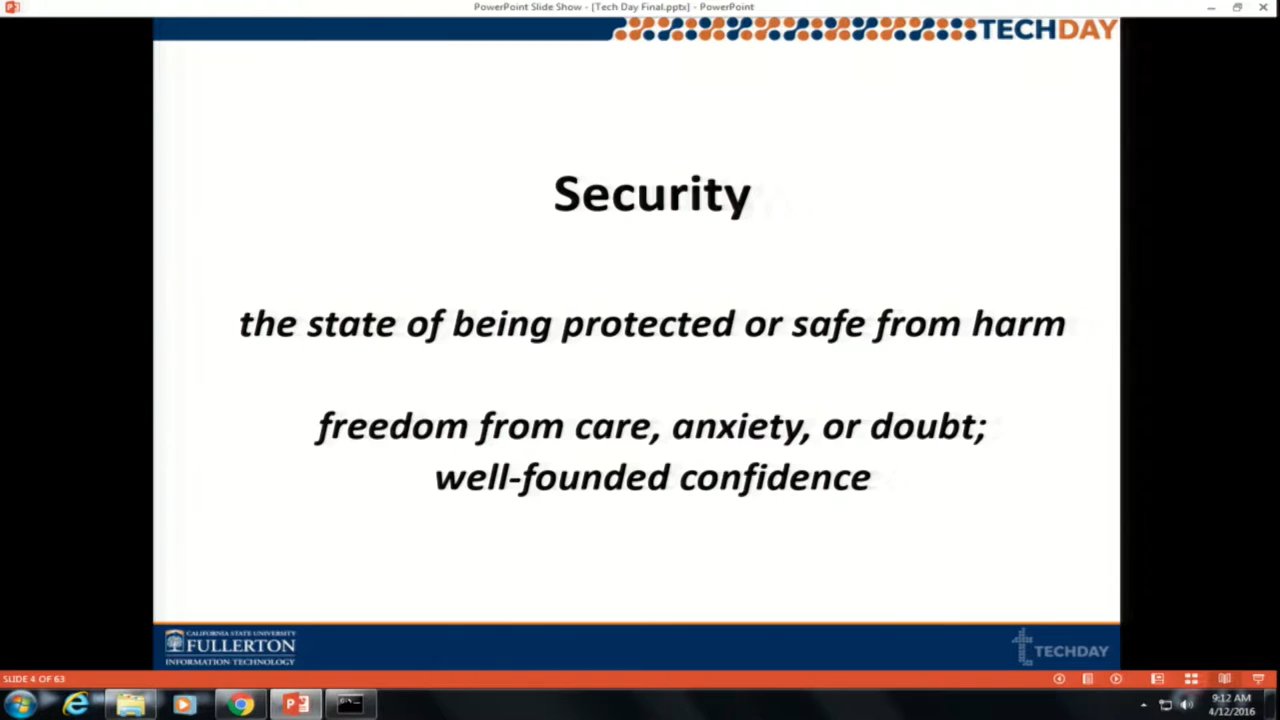 PowerPoint Slide Show - [Tech Day Final.pptx] - PowerPoint
TECHDAY
Security
the state of being protected or safe from harm
freedom from care, anxiety, or doubt;
well-founded confidence
CALIFORNIA STATE UNIVERSITY
FULLERTON
INFORMATION TECHNOLOGY
TECHDAY
SLIDE 4 OF 63
9:12 AM
4/12/2016